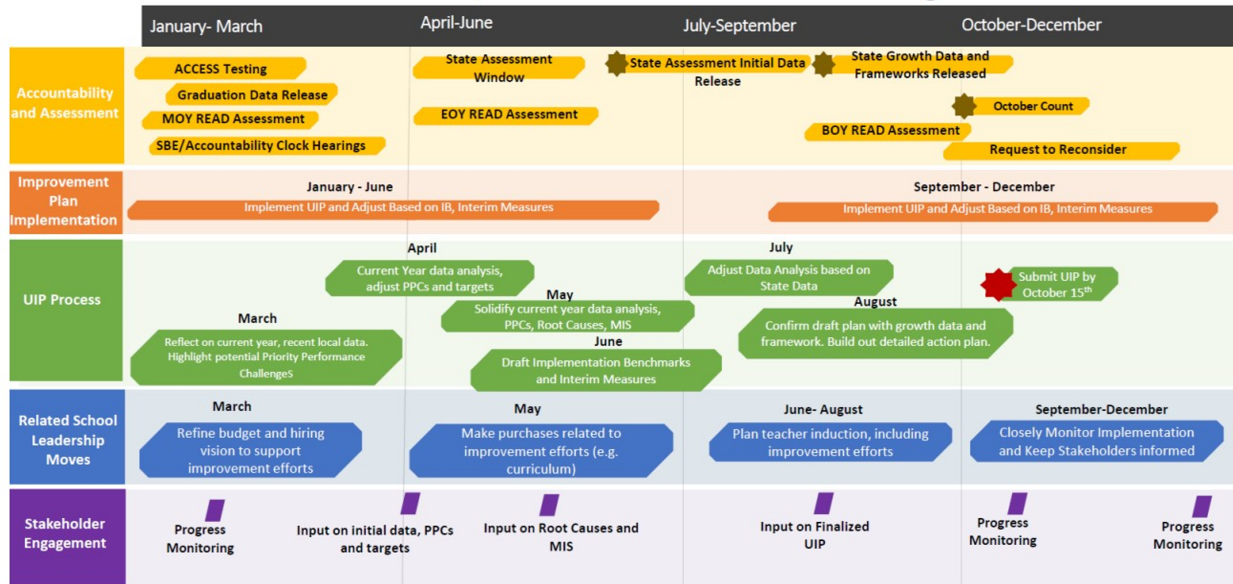 January- March
April-June
July-September
October-December
Accountability
and Assessment
ACCESS Testing
Graduation Data Release
MOY READ Assessment
SBE/Accountability Clock Hearings
State Assessment
Window
EOY READ Assessment
State Assessment Initial Data
Release
State Growth Data and
Frameworks Released
October Count
BOY READ Assessment
Request to Reconsider
Improvement
Plan
Implementation
January - June
Implement UIP and Adjust Based on IB, Interim Measures
September - December
Implement UIP and Adjust Based on IB, Interim Measures
UIP Process
March
Reflect on current year, recent local data.
Highlight potential Priority Performance
Challenges
April
Current Year data analysis,
adjust PPCs and targets
May
Solidify current year data analysis,
PPCs, Root Causes, MIS
June
Draft Implementation Benchmarks
and Interim Measures
July
Adjust Data Analysis based on
State Data
August
Confirm draft plan with growth data and
framework. Build out detailed action plan.
Submit UIP by
October 15th
Related School
Leadership
Moves
March
Refine budget and hiring
vision to support
improvement efforts
May
Make purchases related to
improvement efforts (e.g.
curriculum)
June- August
Plan teacher induction, including
improvement efforts
September-December
Closely Monitor Implementation
and Keep Stakeholders informed
Stakeholder
Engagement
Progress
Monitoring
Input on initial data, PPCs
and targets
Input on Root Causes and
MIS
Input on Finalized
UIP
Progress
Monitoring
Progress
Monitoring